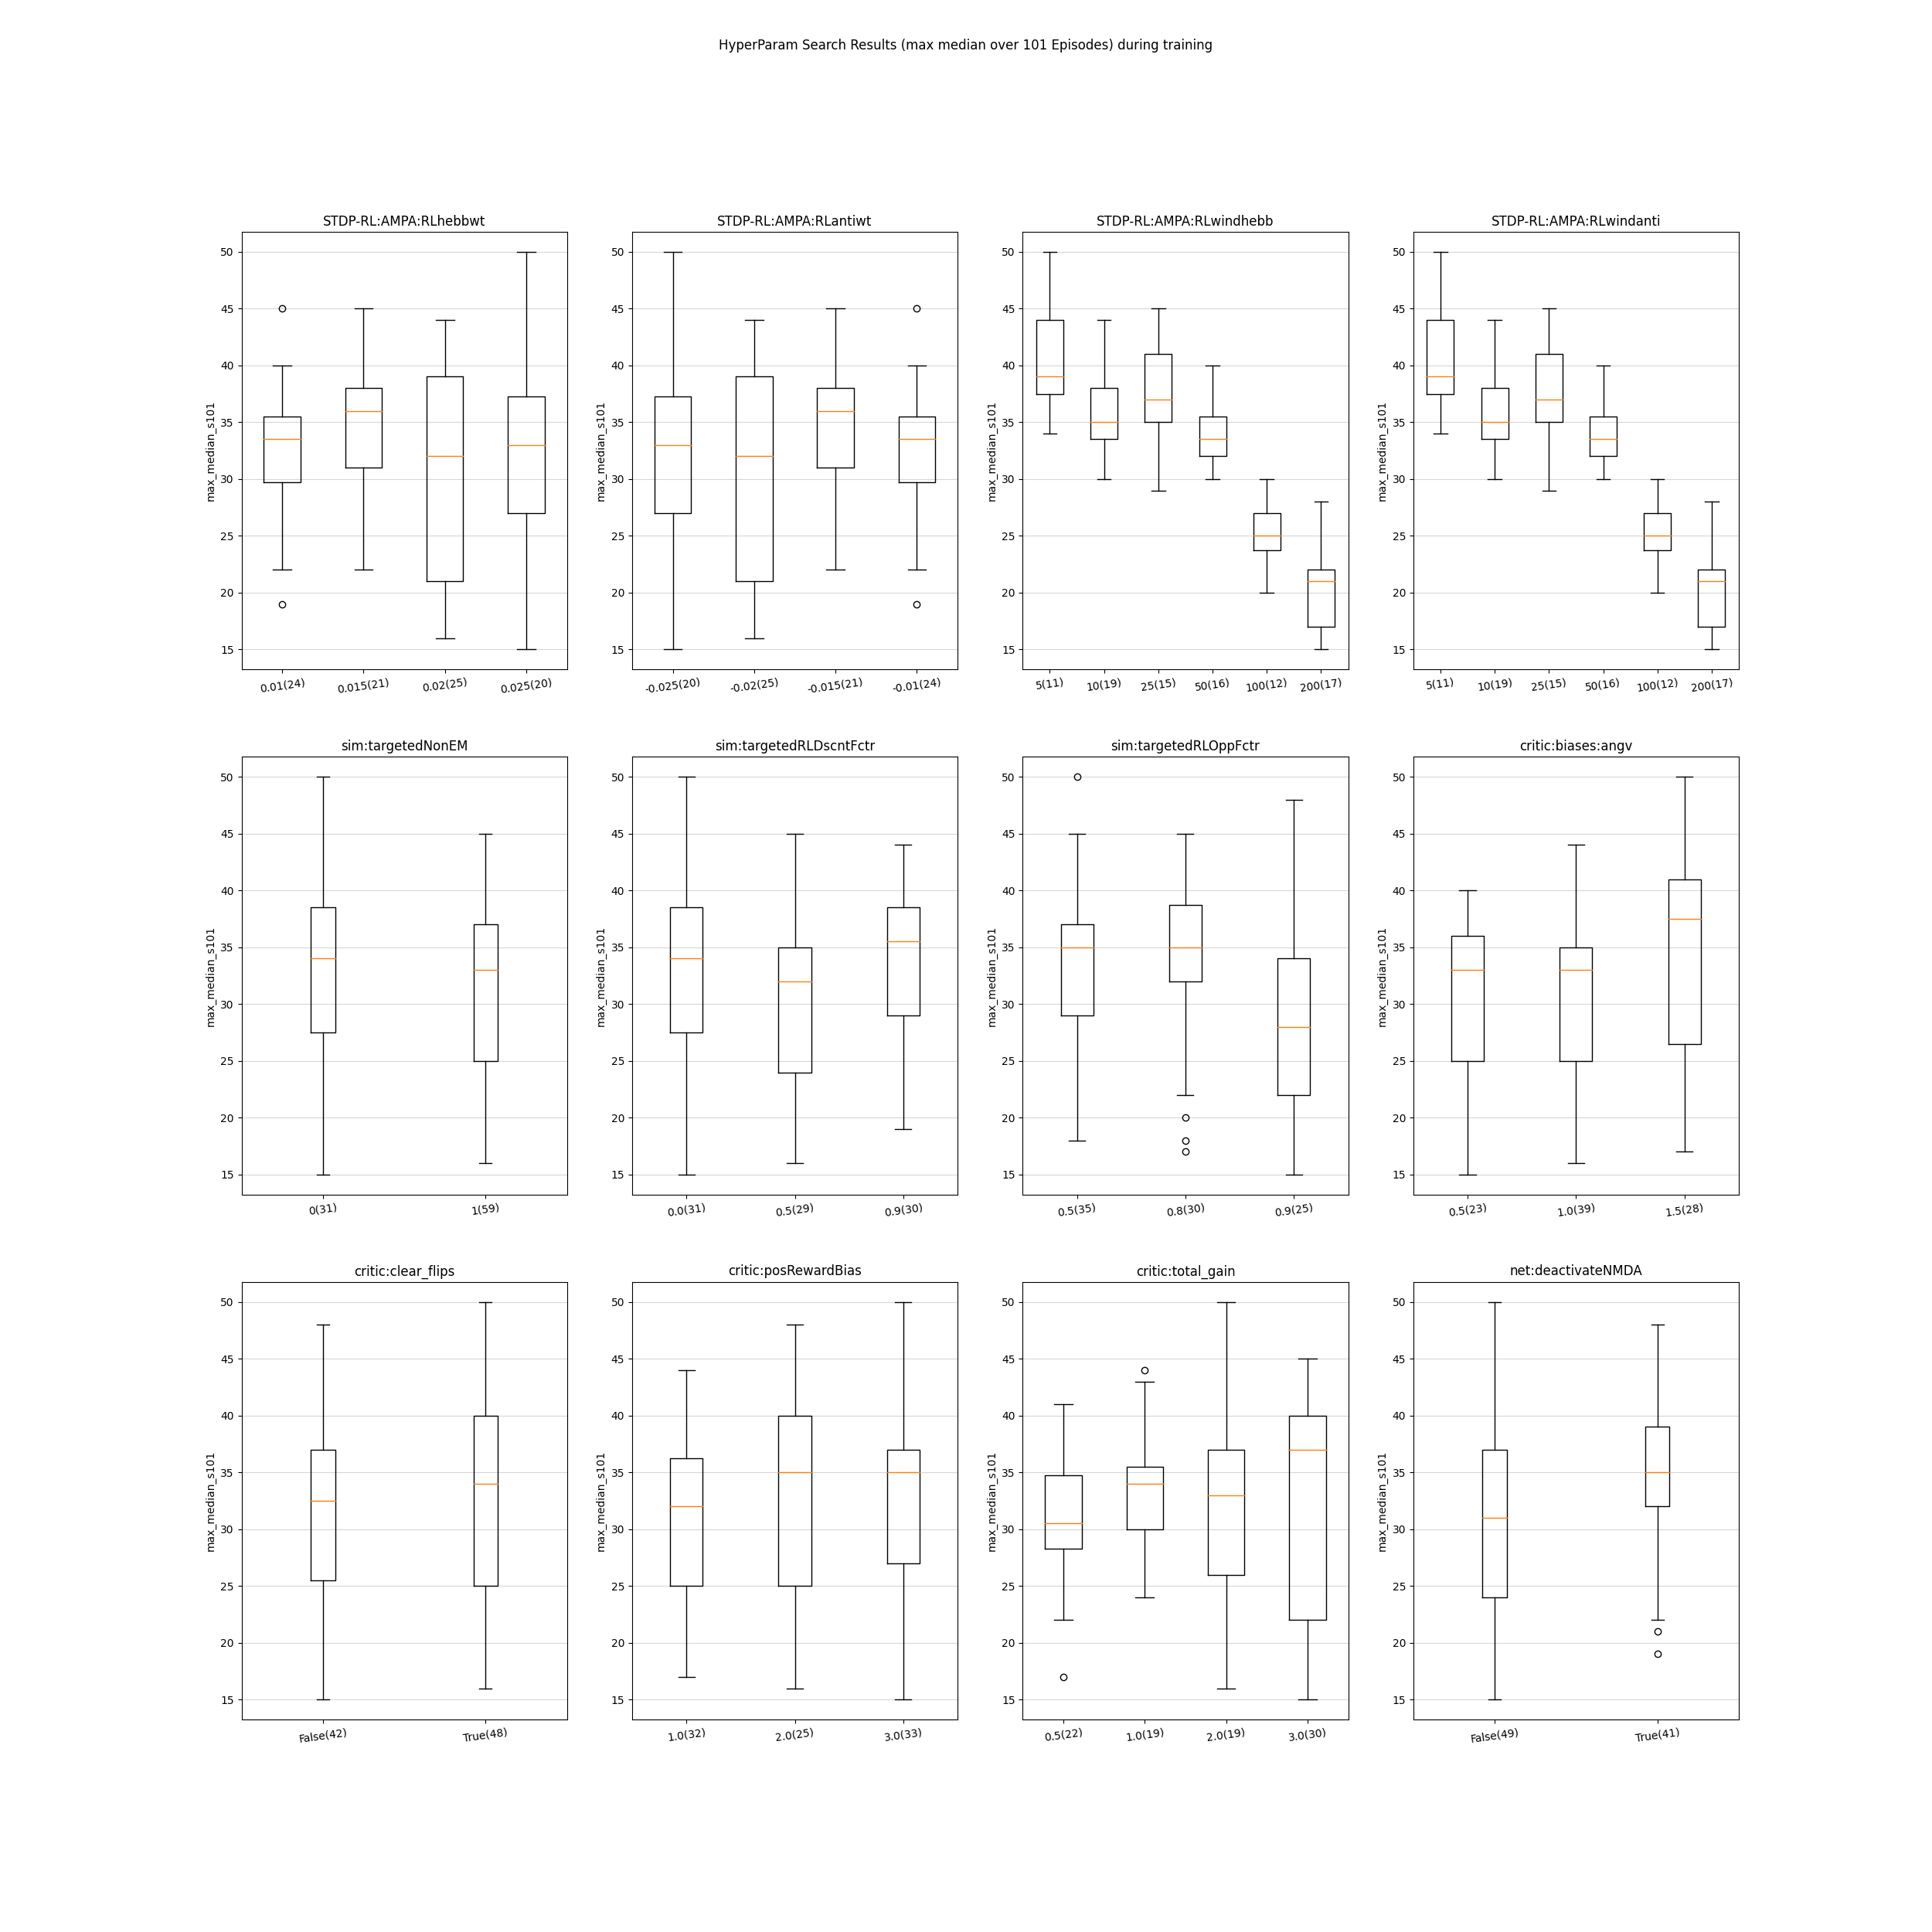 HyperParam Search Results (max median over 101 Episodes) during training
STDP-RL:AMPA:RLhebbwt
max_median_s101
50
45
40
35
30
25
20
15
0.01(24) 0.015(21) 0.02(25) 0.025(20)
STDP-RL:AMPA:RLantiwt
max_median_s101
50
45
40
35
30
25
20
15
-0.025(20) -0.02(25) -0.015(21) -0.01(24)
STDP-RL:AMPA:RLwindhebb
max_median_s101
50
45
40
35
30
25
20
15
5(11) 10(19) 25(15) 50(16) 100(12) 200(17)
STDP-RL:AMPA:RLwindanti
max_median_s101
50
45
40
35
30
25
20
15
5(11) 10(19) 25(15) 50(16) 100(12) 200(17)
sim:targetedNonEM
max_median_s101
50
45
40
35
30
25
20
15
0(31) 1(59)
sim:targetedRLDscntFctr
max_median_s101
50
45
40
35
30
25
20
15
0.0(31) 0.5(29) 0.9(30)
sim:targetedRLOppFctr
max_median_s101
50
45
40
35
30
25
20
15
0.5(35) 0.8(30) 0.9(25)
critic:biases:angv
max_median_s101
50
45
40
35
30
25
20
15
0.5(23) 1.0(39) 1.5(28)
critic:clear_flips
max_median_s101
50
45
40
35
30
25
20
15
False(42) True(48)
critic:posRewardBias
max_median_s101
50
45
40
35
30
25
20
15
1.0(32) 2.0(25) 3.0(33)
critic:total_gain
max_median_s101
50
45
40
35
30
25
20
15
0.5(22) 1.0(19) 2.0(19) 3.0(30)
net:deactivateNMDA
max_median_s101
50
45
40
35
30
25
20
15
False(49) True(41)